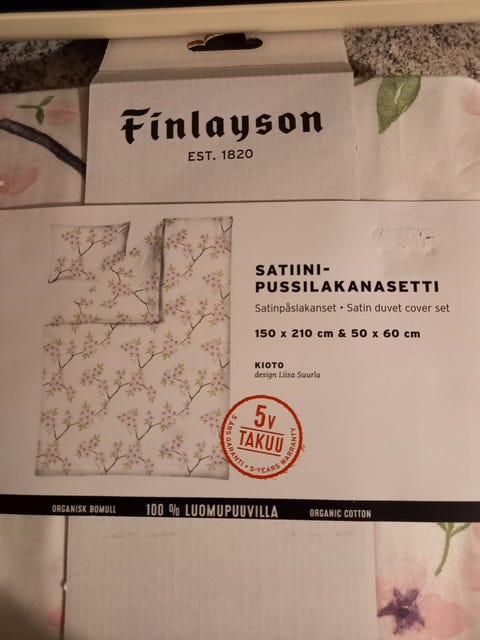 Finlayson
EST. 1820
SATIINI-
PUSSILAKANASETTI
Satinpåslakanset • Satin duvet cover set
150 x 210 cm & 50 x 60 cm
KIOTO
design Liisa Suurla
5V
TAKUU
5 ÅRS GARANTI • 5-YEARS WARRANTY
ORGANISK BOMULL 100 % LUOMUPUUVILLA ORGANIC COTTON